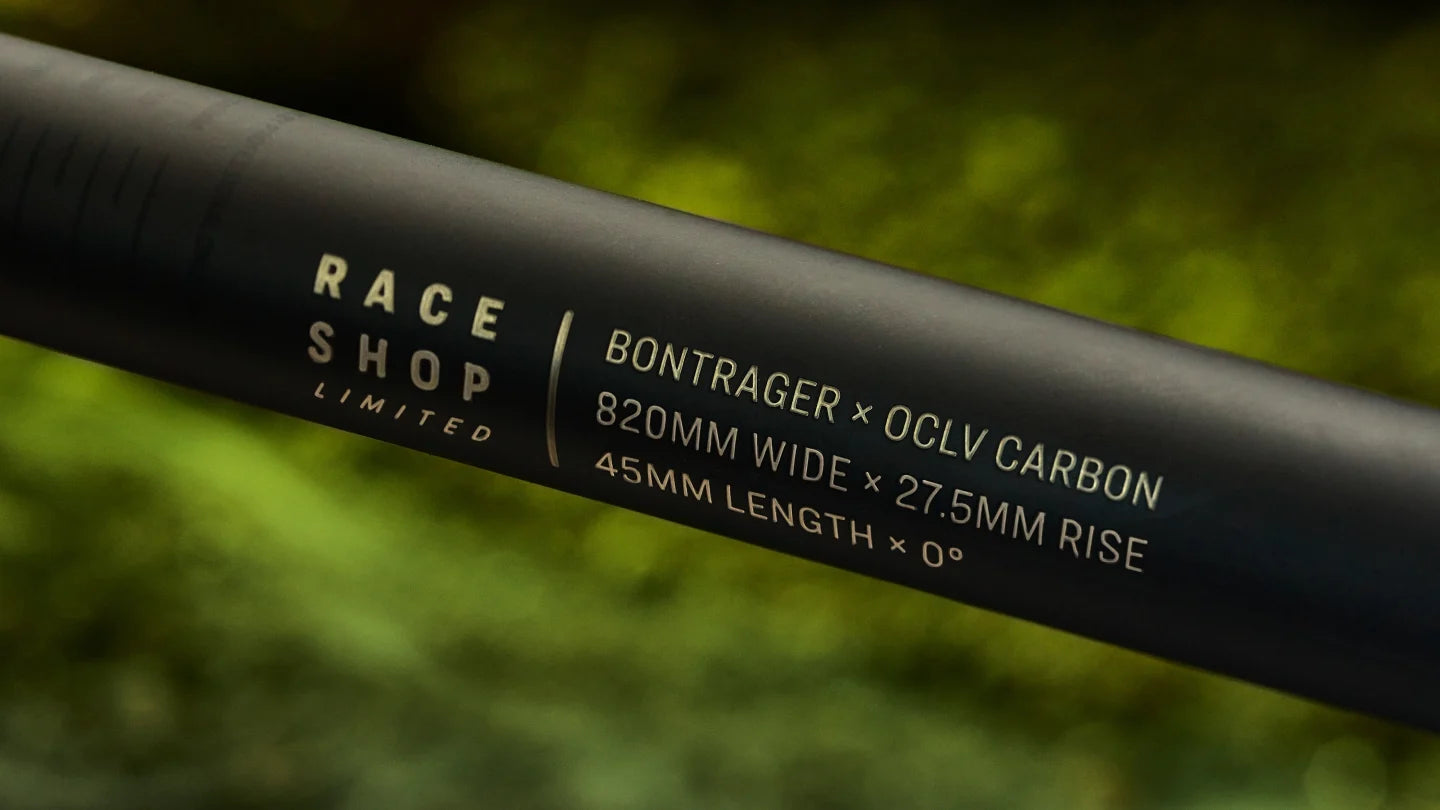 RACE
SHOP
LIMITED
BONTRAGER × OCLV CARBON
820MM WIDE × 27.5MM RISE
45MM LENGTH × 0°